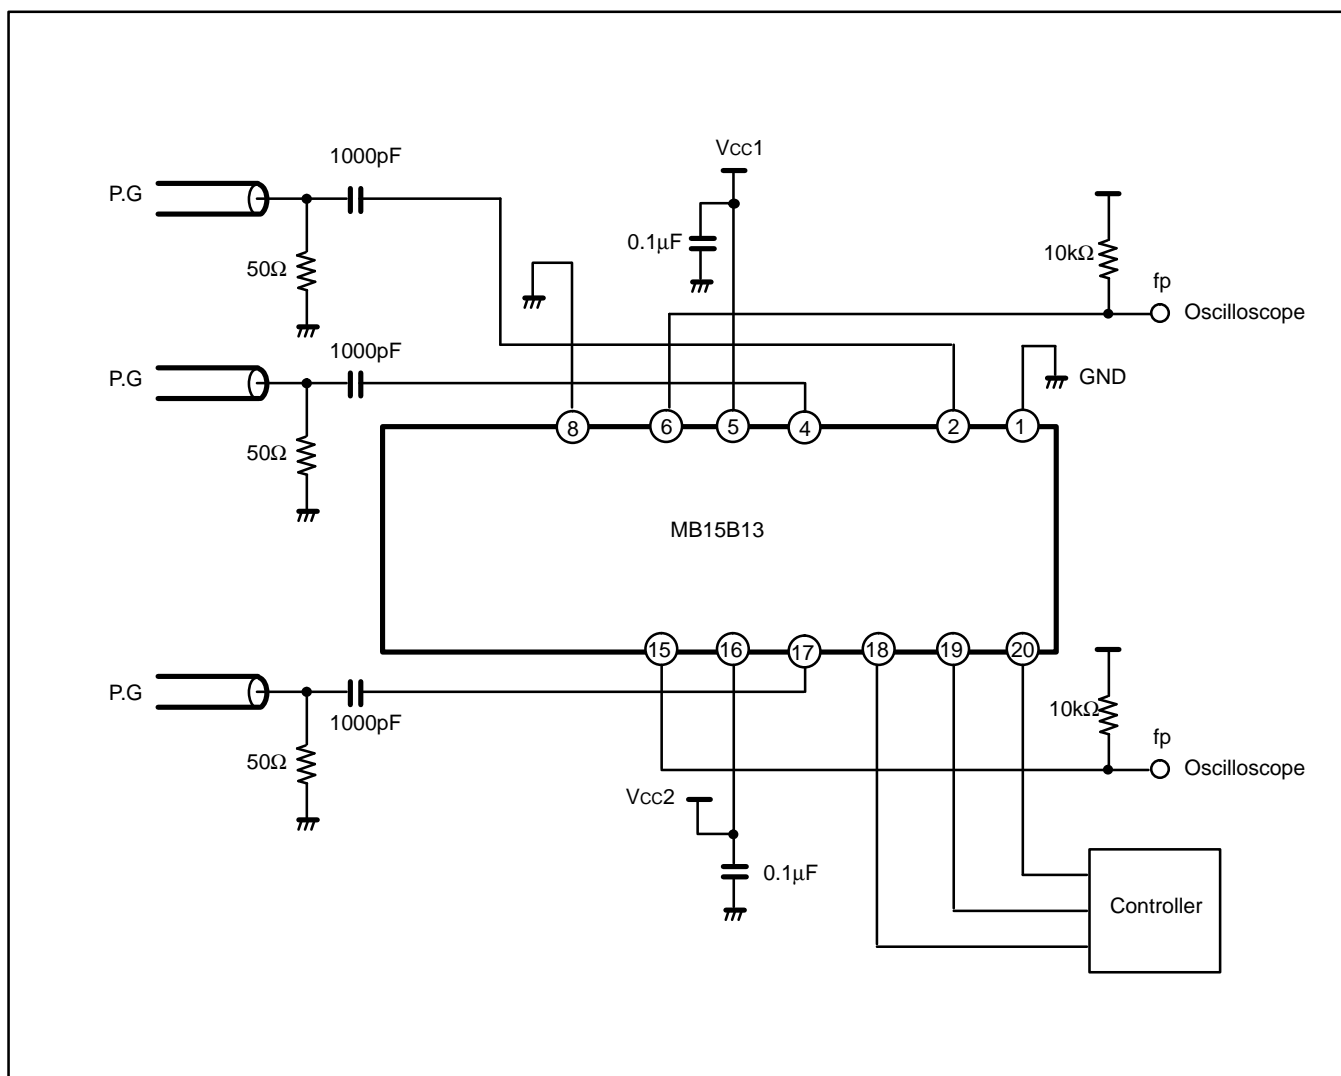 Vcc1
1000pF
P.G
0.1μF
10kΩ
50Ω
fp
Oscilloscope
1000pF
P.G
GND
8
6
5
4
2
1
50Ω
MB15B13
15
16
17
18
19
20
P.G
1000pF
10kΩ
50Ω
fp
Oscilloscope
Vcc2
0.1μF
Controller